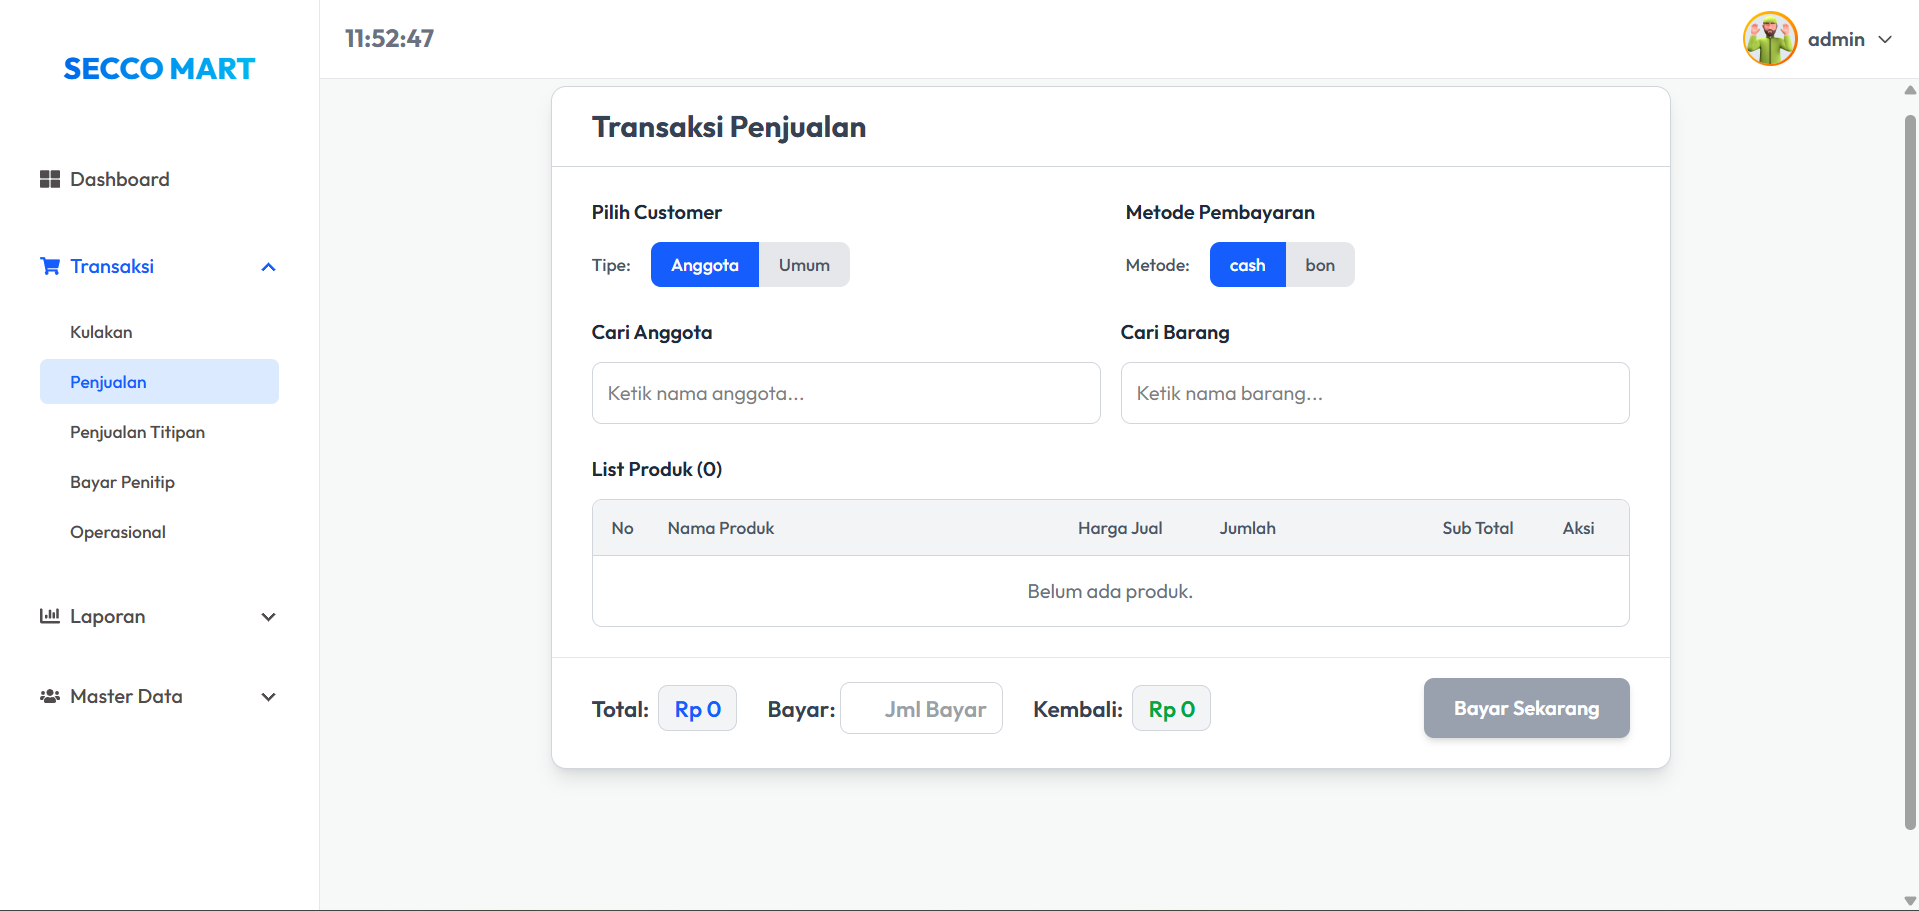 SECCO MART
11:52:47
admin
Dashboard
Transaksi
Kulakan
Penjualan
Penjualan Titipan
Bayar Penitip
Operasional
Laporan
Master Data
Transaksi Penjualan
Pilih Customer
Tipe: Anggota Umum
Metode Pembayaran
Metode: cash bon
Cari Anggota
Ketik nama anggota...
Cari Barang
Ketik nama barang...
List Produk (0)
No Nama Produk Harga Jual Jumlah Sub Total Aksi
Belum ada produk.
Total: Rp 0 Bayar: Jml Bayar Kembali: Rp 0 Bayar Sekarang